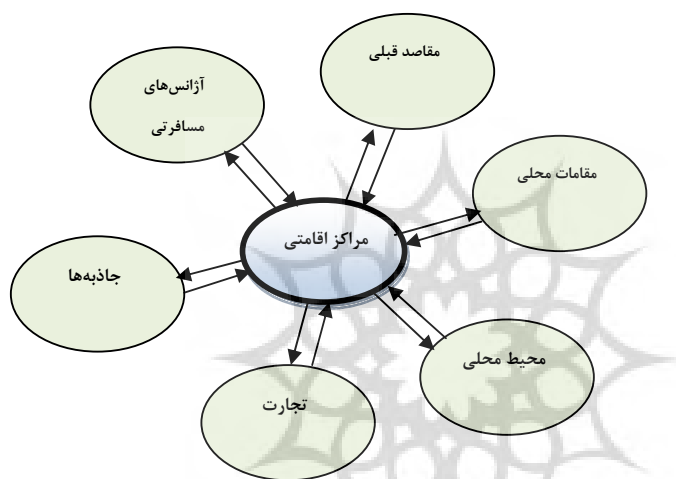 مقاصد قبلی
آژانس‌های
مسافرتی
مقامات محلی
مراکز اقامتی
جاذبه‌ها
محیط محلی
تجارت